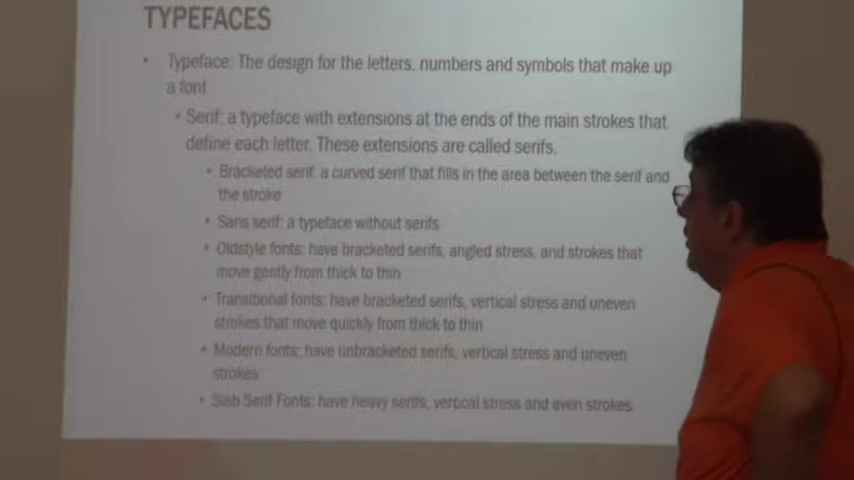 TYPEFACES
• Typeface: The design for the letters, numbers and symbols that make up
a font
• Serif: a typeface with extensions at the ends of the main strokes that
define each letter. These extensions are called serifs.
• Bracketed serif: a curved serif that fills in the area between the serif and
the stroke
• Sans serif: a typeface without serifs
• Oldstyle fonts: have bracketed serifs, angled stress, and strokes that
move gently from thick to thin
• Transitional fonts: have bracketed serifs, vertical stress and uneven
strokes that move quickly from thick to thin
• Modern fonts: have unbracketed serifs, vertical stress and uneven
strokes
• Slab Serif Fonts: have heavy serifs, vertical stress and even strokes